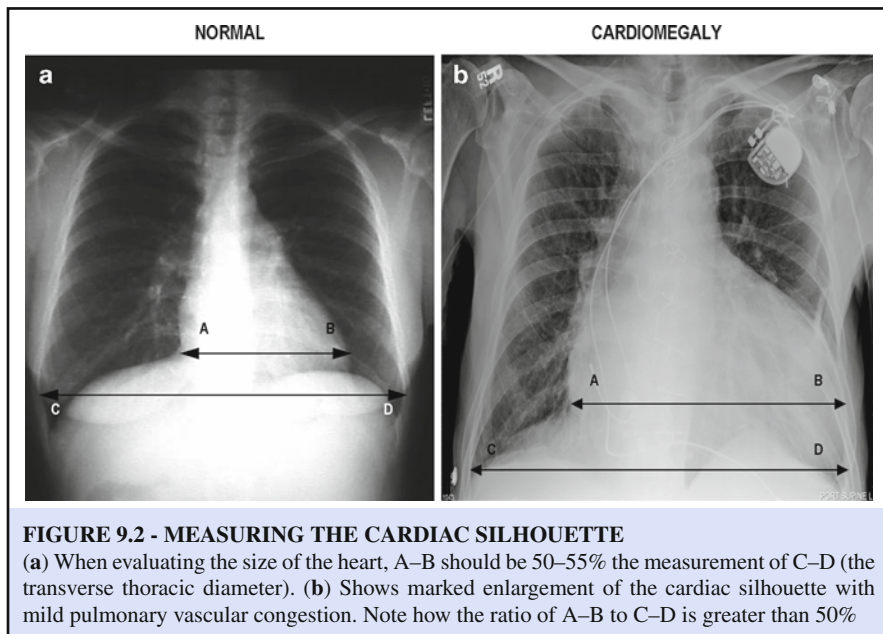 NORMAL
CARDIOMEGALY
a
b
R
A
B
C
D
A
B
C
D
FIGURE 9.2 - MEASURING THE CARDIAC SILHOUETTE
(a) When evaluating the size of the heart, A–B should be 50–55% the measurement of C–D (the
transverse thoracic diameter). (b) Shows marked enlargement of the cardiac silhouette with
mild pulmonary vascular congestion. Note how the ratio of A–B to C–D is greater than 50%